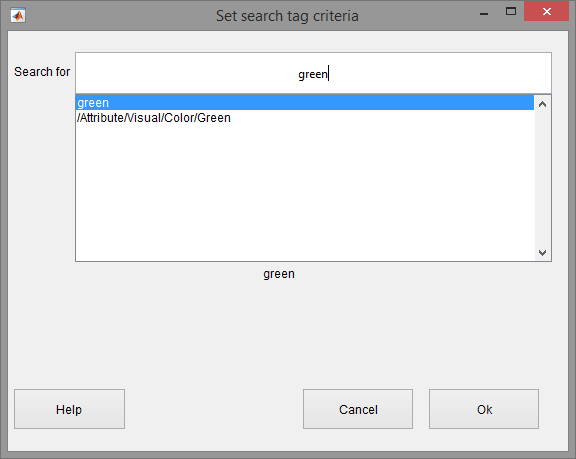 Set search tag criteria
Search for
green
green
/Attribute/Visual/Color/Green
green
Help
Cancel
Ok